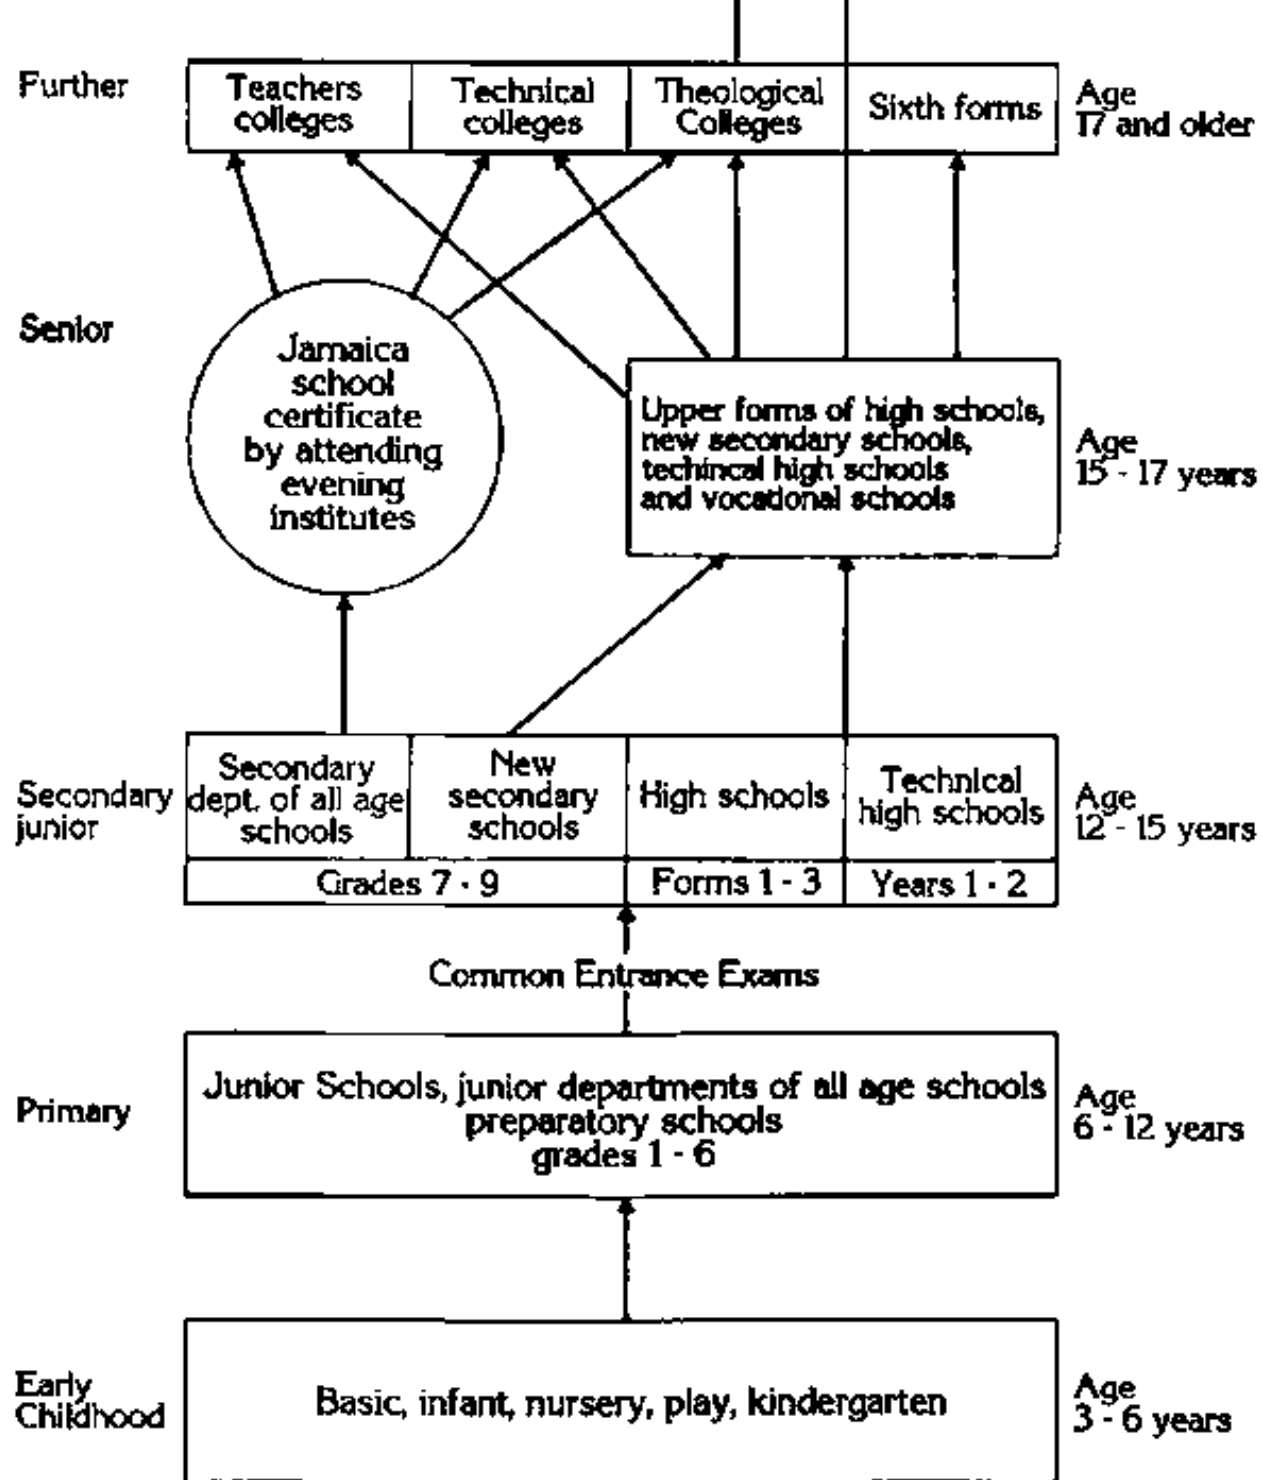 Further
Teachers
colleges
Technical
colleges
Theological
Colleges
Sixth forms
Age
17 and older
Senior
Jamaica
school
certificate
by attending
evening
institutes
Upper forms of high schools,
new secondary schools,
techincal high schools
and vocational schools
Age
15 - 17 years
Secondary
junior
Secondary
dept. of all age
schools
New
secondary
schools
High schools
Technical
high schools
Age
12 - 15 years
Grades 7 - 9
Forms 1 - 3
Years 1 - 2
Common Entrance Exams
Primary
Junior Schools, junior departments of all age schools
preparatory schools
grades 1 - 6
Age
6 - 12 years
Early
Childhood
Basic, infant, nursery, play, kindergarten
Age
3 - 6 years